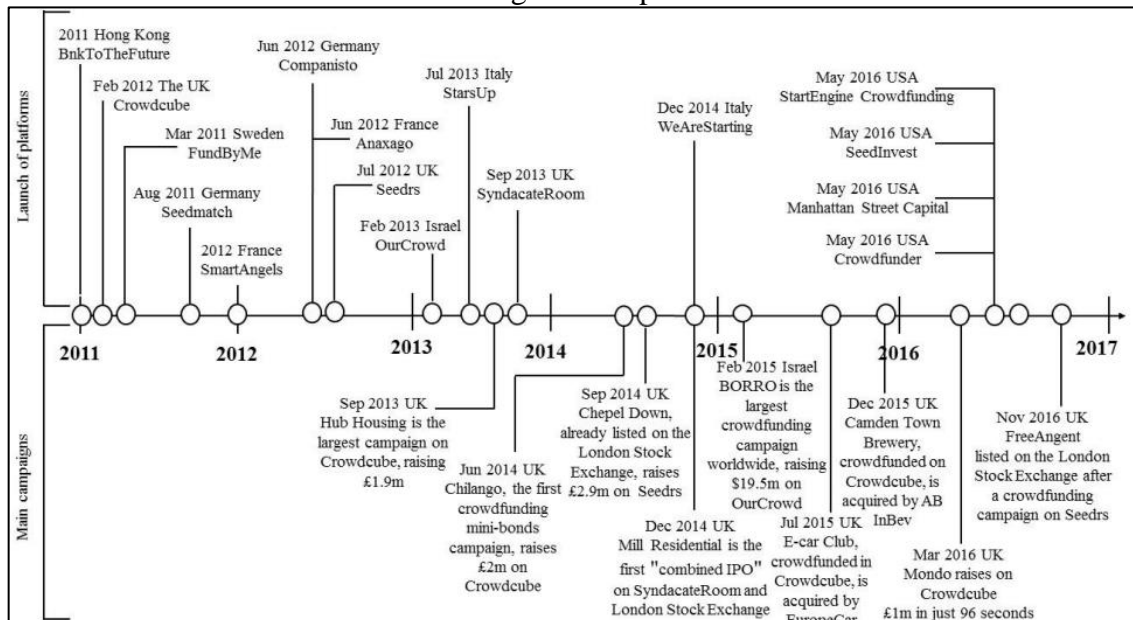 2011 Hong Kong
BnkToTheFuture
Feb 2012 The UK
Crowdcube
Mar 2011 Sweden
FundByMe
Aug 2011 Germany
Seedmatch
2012 France
SmartAngels
Jun 2012 Germany
Companisto
Jun 2012 France
Anaxago
Jul 2012 UK
Seedrs
Feb 2013 Israel
OurCrowd
Jul 2013 Italy
StarsUp
Sep 2013 UK
SyndacateRoom
Dec 2014 Italy
WeAreStarting
May 2016 USA
StartEngine Crowdfunding
May 2016 USA
SeedInvest
May 2016 USA
Manhattan Street Capital
May 2016 USA
Crowdfunder
Launch of platforms
2011
2012
2013
2014
2015
2016
2017
Main campaigns
Sep 2013 UK
Hub Housing is the
largest campaign on
Crowdcube, raising
£1.9m
Jun 2014 UK
Chilango, the first
crowdfunding
mini-bonds
campaign, raises
£2m on
Crowdcube
Sep 2014 UK
Chepel Down,
already listed on the
London Stock
Exchange, raises
£2.9m on Seedrs
Dec 2014 UK
Mill Residential is the
first "combined IPO"
on SyndacateRoom and
London Stock Exchange
Feb 2015 Israel
BORRO is the
largest
crowdfunding
campaign
worldwide, raising
$19.5m on
OurCrowd
Jul 2015 UK
E-car Club,
crowdfunded in
Crowdcube, is
acquired by
EuropeCar
Dec 2015 UK
Camden Town
Brewery,
crowdfunded on
Crowdcube, is
acquired by AB
InBev
Mar 2016 UK
Mondo raises on
Crowdcube
£1m in just 96 seconds
Nov 2016 UK
FreeAngent
listed on the London
Stock Exchange after
a crowdfunding
campaign on Seedrs